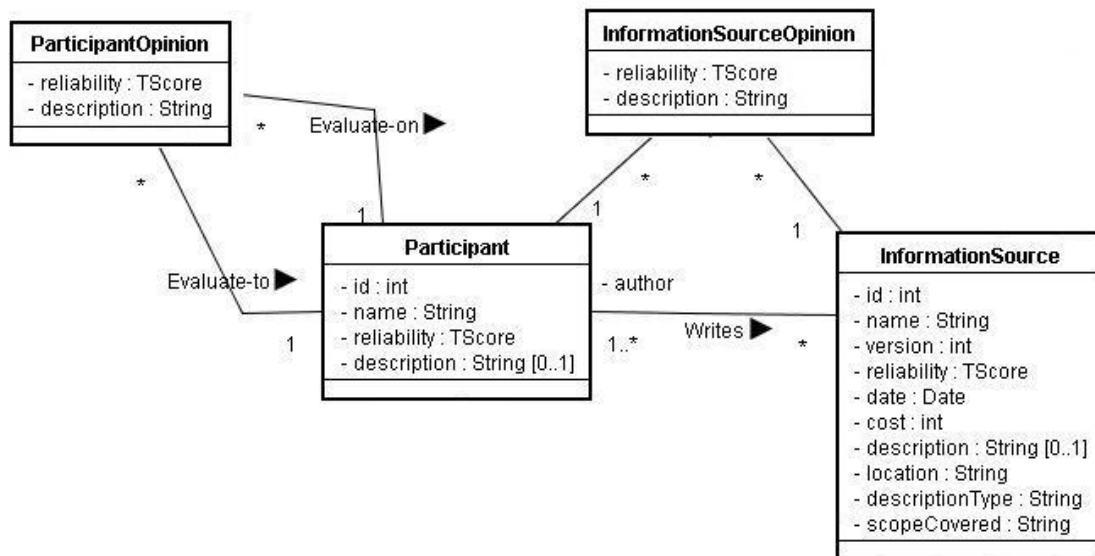 ParticipantOpinion
- reliability : TScore
- description : String
InformationSourceOpinion
- reliability : TScore
- description : String
*
Evaluate-on ▶
*
*
*
1
1
1
Participant
- id : int
- name : String
- reliability : TScore
- description : String [0..1]
Evaluate-to ▶
1
- author
1..*
Writes ▶
*
InformationSource
- id : int
- name : String
- version : int
- reliability : TScore
- date : Date
- cost : int
- description : String [0..1]
- location : String
- descriptionType : String
- scopeCovered : String